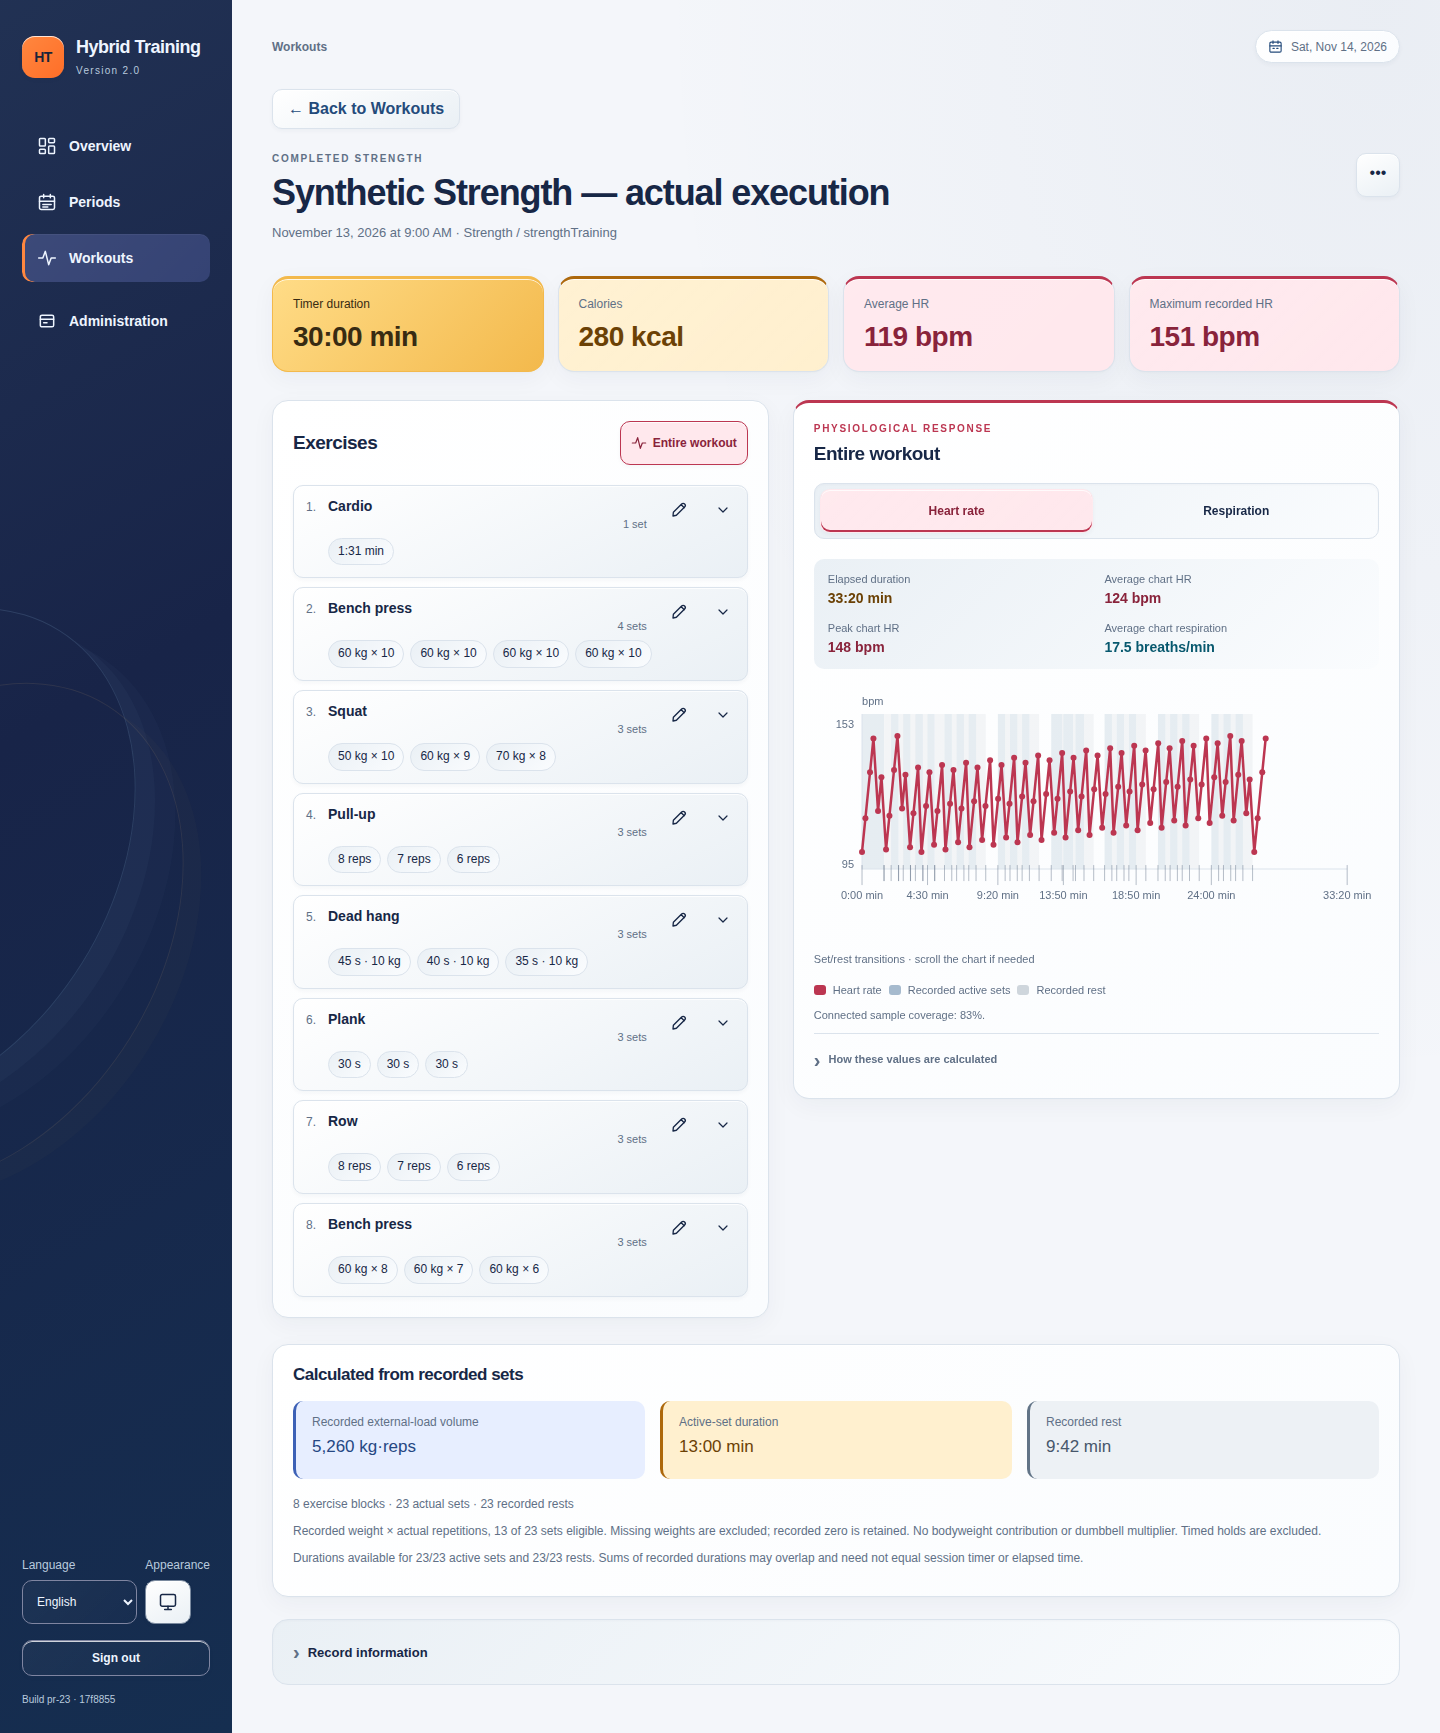 HT
Hybrid Training
Version 2.0
Overview
Periods
Workouts
Administration
Language
Appearance
English
Sign out
Build pr-23 · 17f8855
Workouts
Sat, Nov 14, 2026
← Back to Workouts
COMPLETED STRENGTH
Synthetic Strength — actual execution
•••
November 13, 2026 at 9:00 AM · Strength / strengthTraining
Timer duration
30:00 min
Calories
280 kcal
Average HR
119 bpm
Maximum recorded HR
151 bpm
Exercises
Entire workout
1. Cardio
1 set
1:31 min
2. Bench press
4 sets
60 kg × 10 60 kg × 10 60 kg × 10 60 kg × 10
3. Squat
3 sets
50 kg × 10 60 kg × 9 70 kg × 8
4. Pull-up
3 sets
8 reps 7 reps 6 reps
5. Dead hang
3 sets
45 s · 10 kg 40 s · 10 kg 35 s · 10 kg
6. Plank
3 sets
30 s 30 s 30 s
7. Row
3 sets
8 reps 7 reps 6 reps
8. Bench press
3 sets
60 kg × 8 60 kg × 7 60 kg × 6
PHYSIOLOGICAL RESPONSE
Entire workout
Heart rate Respiration
Elapsed duration
33:20 min
Average chart HR
124 bpm
Peak chart HR
148 bpm
Average chart respiration
17.5 breaths/min
bpm
153
95
0:00 min 4:30 min 9:20 min 13:50 min 18:50 min 24:00 min 33:20 min
Set/rest transitions · scroll the chart if needed
Heart rate Recorded active sets Recorded rest
Connected sample coverage: 83%.
› How these values are calculated
Calculated from recorded sets
Recorded external-load volume
5,260 kg·reps
Active-set duration
13:00 min
Recorded rest
9:42 min
8 exercise blocks · 23 actual sets · 23 recorded rests
Recorded weight × actual repetitions, 13 of 23 sets eligible. Missing weights are excluded; recorded zero is retained. No bodyweight contribution or dumbbell multiplier. Timed holds are excluded.
Durations available for 23/23 active sets and 23/23 rests. Sums of recorded durations may overlap and need not equal session timer or elapsed time.
› Record information